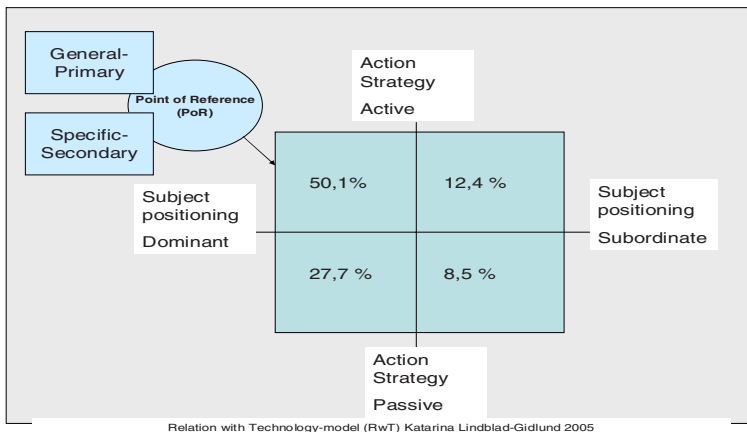 General-
Primary
Point of Reference
(PoR)
Specific-
Secondary
Action
Strategy
Active
50,1%
12,4 %
Subject
positioning
Dominant
Subject
positioning
Subordinate
27,7 %
8,5 %
Action
Strategy
Passive
Relation with Technology-model (RwT) Katarina Lindblad-Gidlund 2005